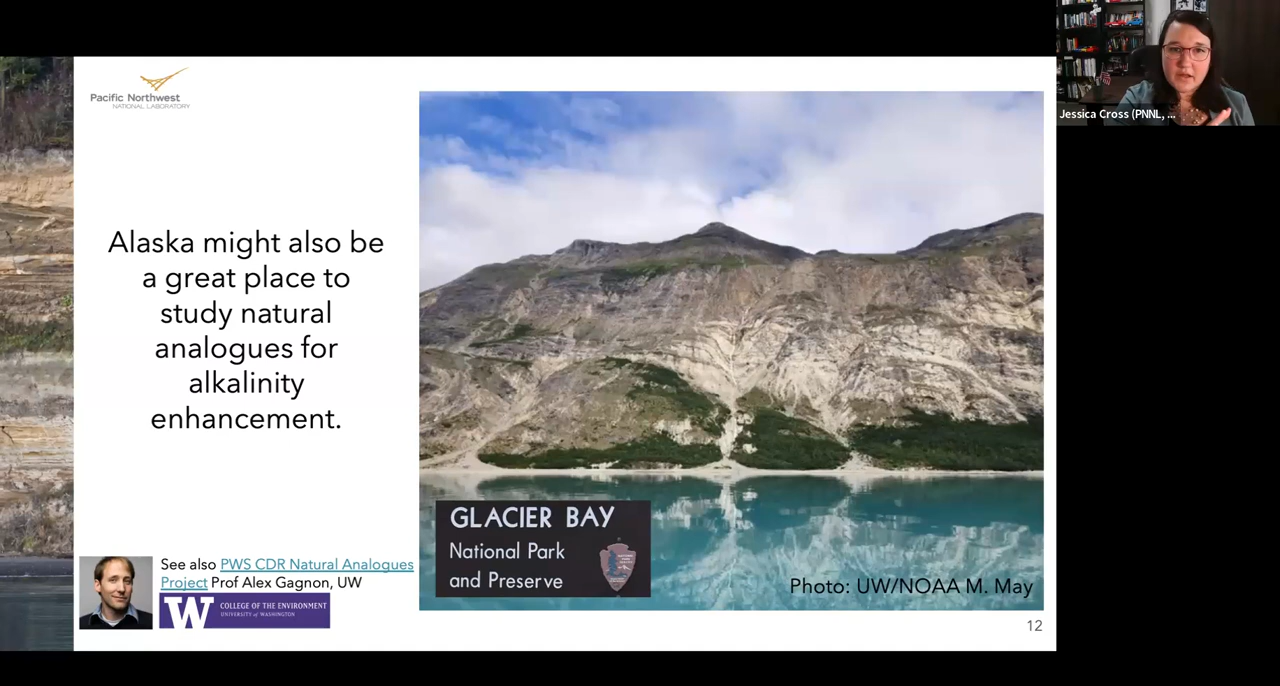 Pacific Northwest
NATIONAL LABORATORY
Alaska might also be
a great place to
study natural
analogues for
alkalinity
enhancement.
See also PWS CDR Natural Analogues
Project Prof Alex Gagnon, UW
W
COLLEGE OF THE ENVIRONMENT
UNIVERSITY of WASHINGTON
GLACIER BAY
National Park
and Preserve
Photo: UW/NOAA M. May
12
Jessica Cross (PNNL, ...